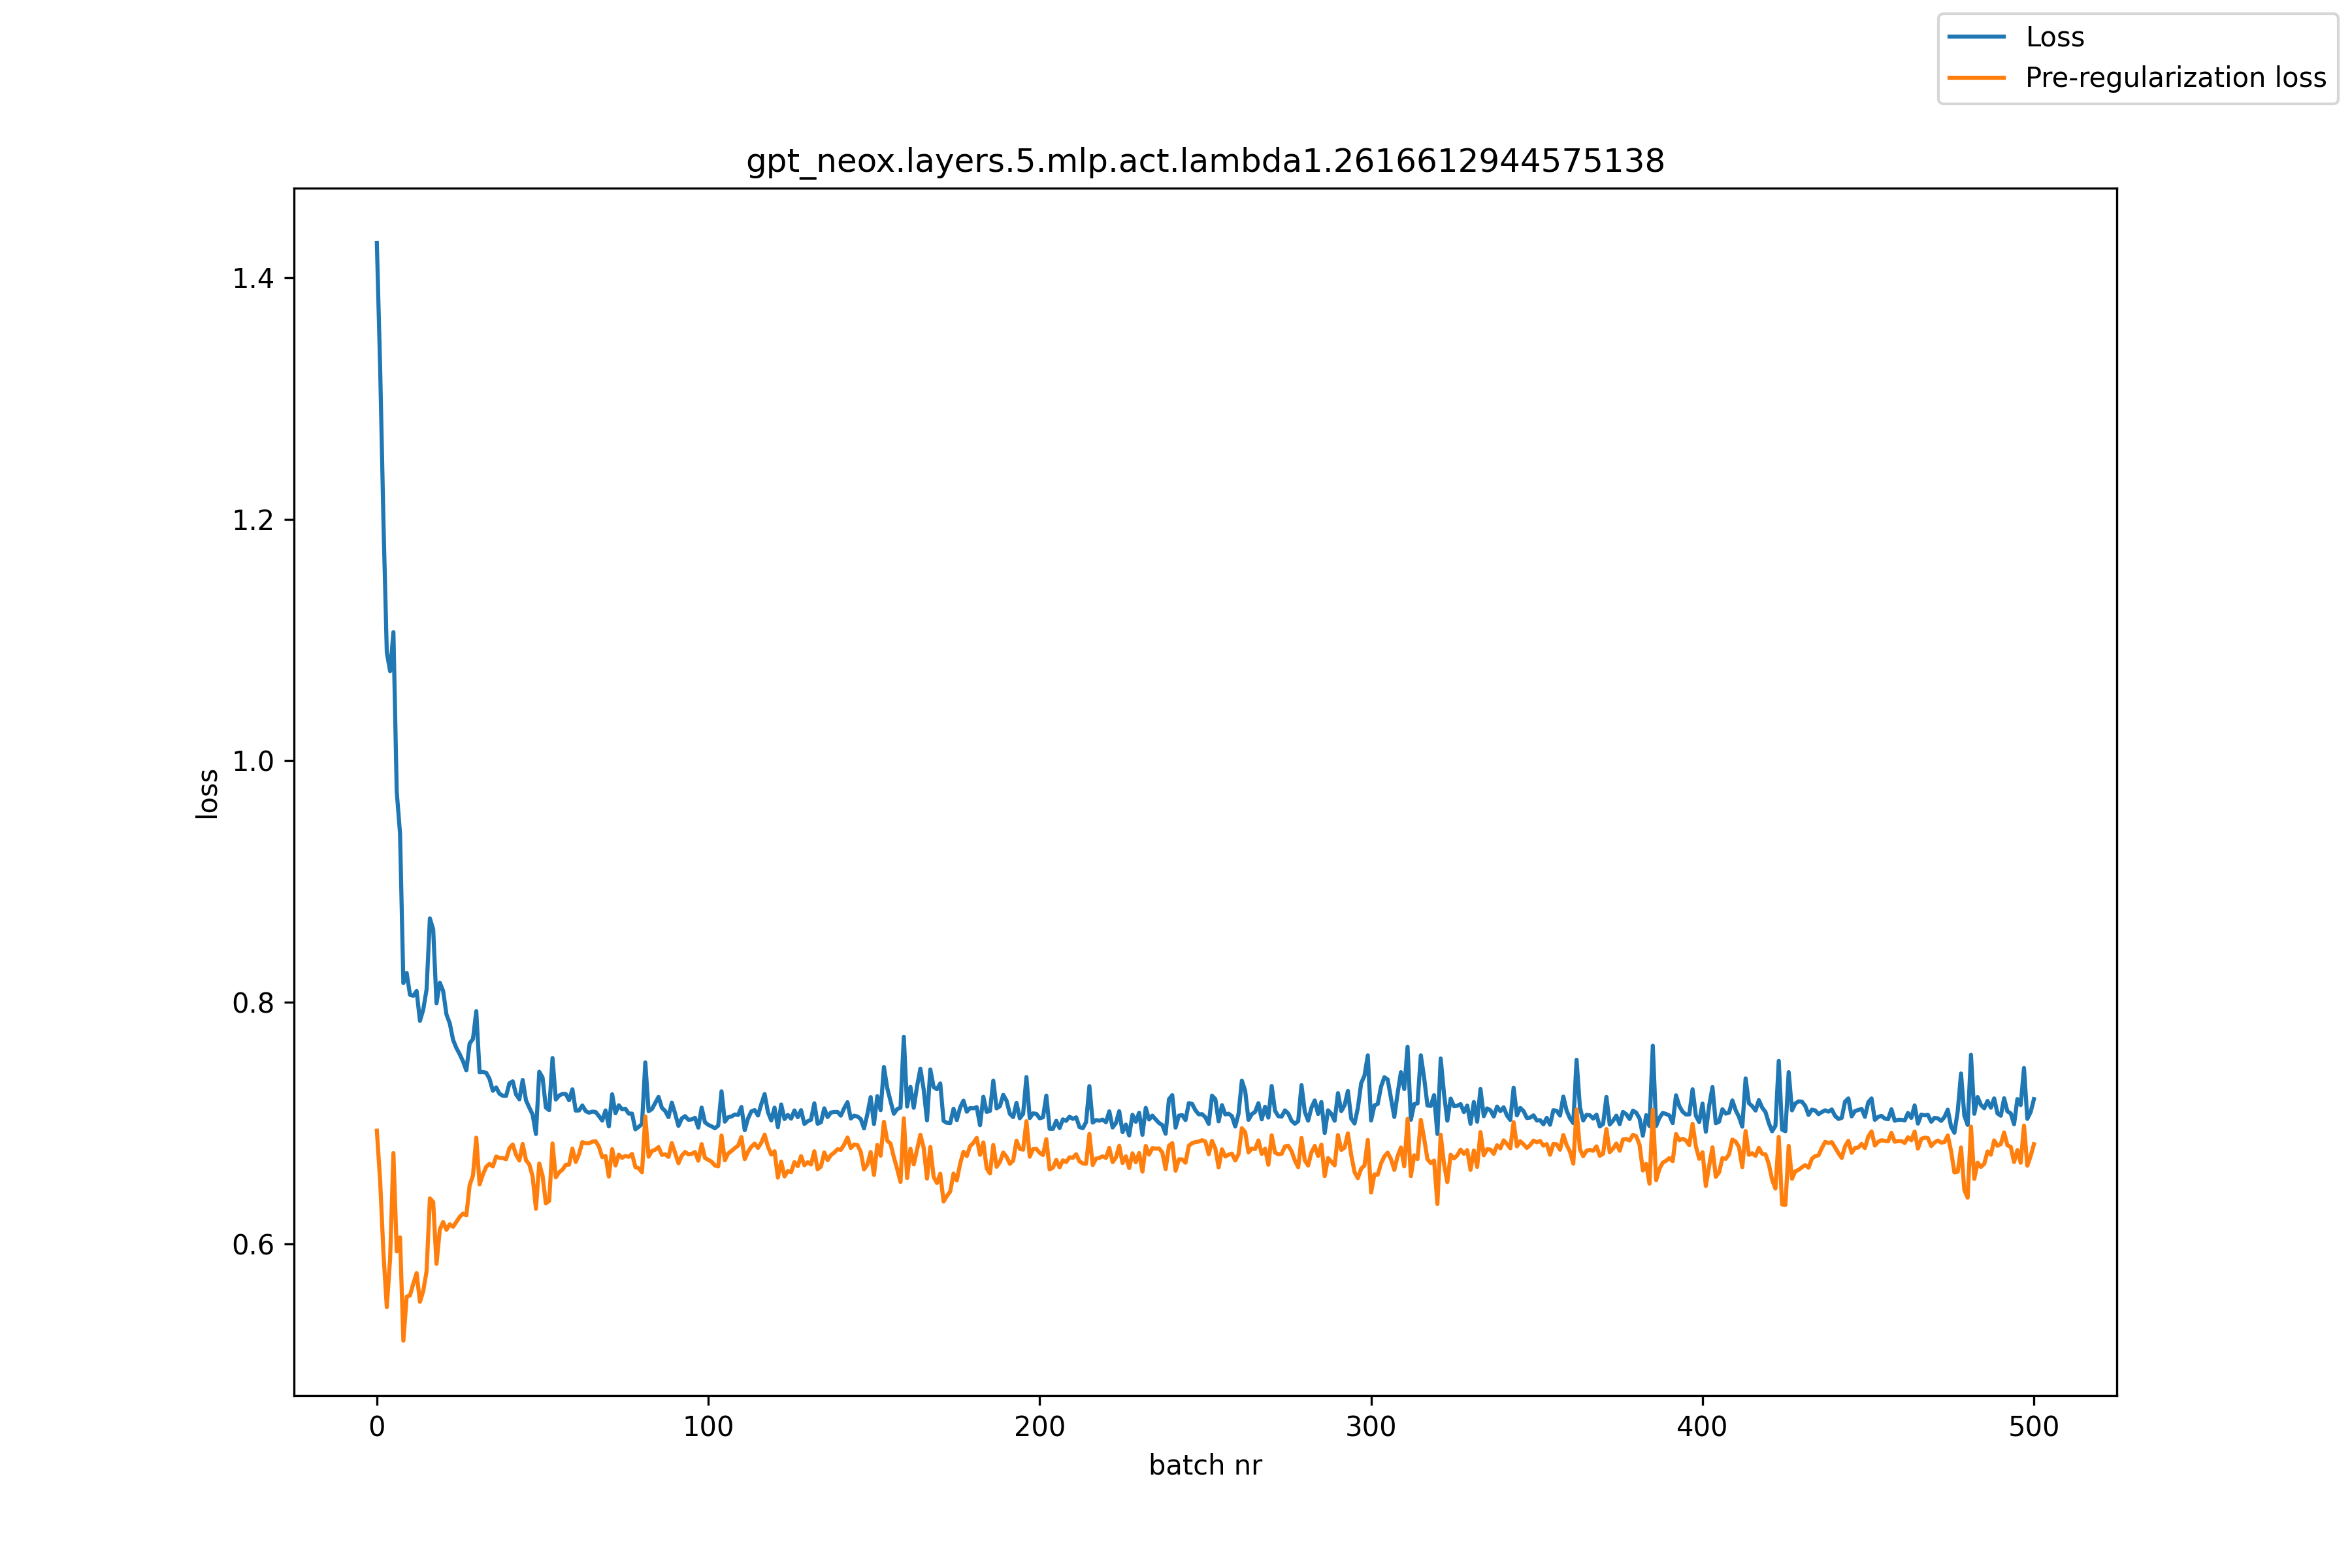 Loss
Pre-regularization loss
gpt_neox.layers.5.mlp.act.lambda1.2616612944575138
1.4
1.2
1.0
0.8
0.6
loss
0 100 200 300 400 500
batch nr